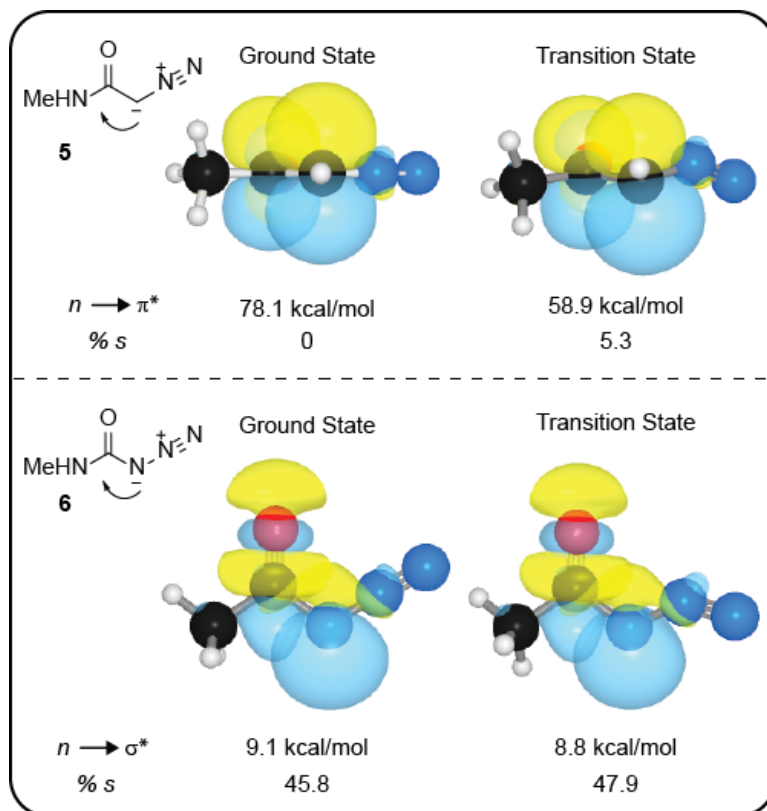 Ground State Transition State
O
+
N≡N
MeHN
−
5
n ⟶ π* 78.1 kcal/mol 58.9 kcal/mol
% s 0 5.3
Ground State Transition State
O
+
N≡N
MeHN N
−
6
n ⟶ σ* 9.1 kcal/mol 8.8 kcal/mol
% s 45.8 47.9